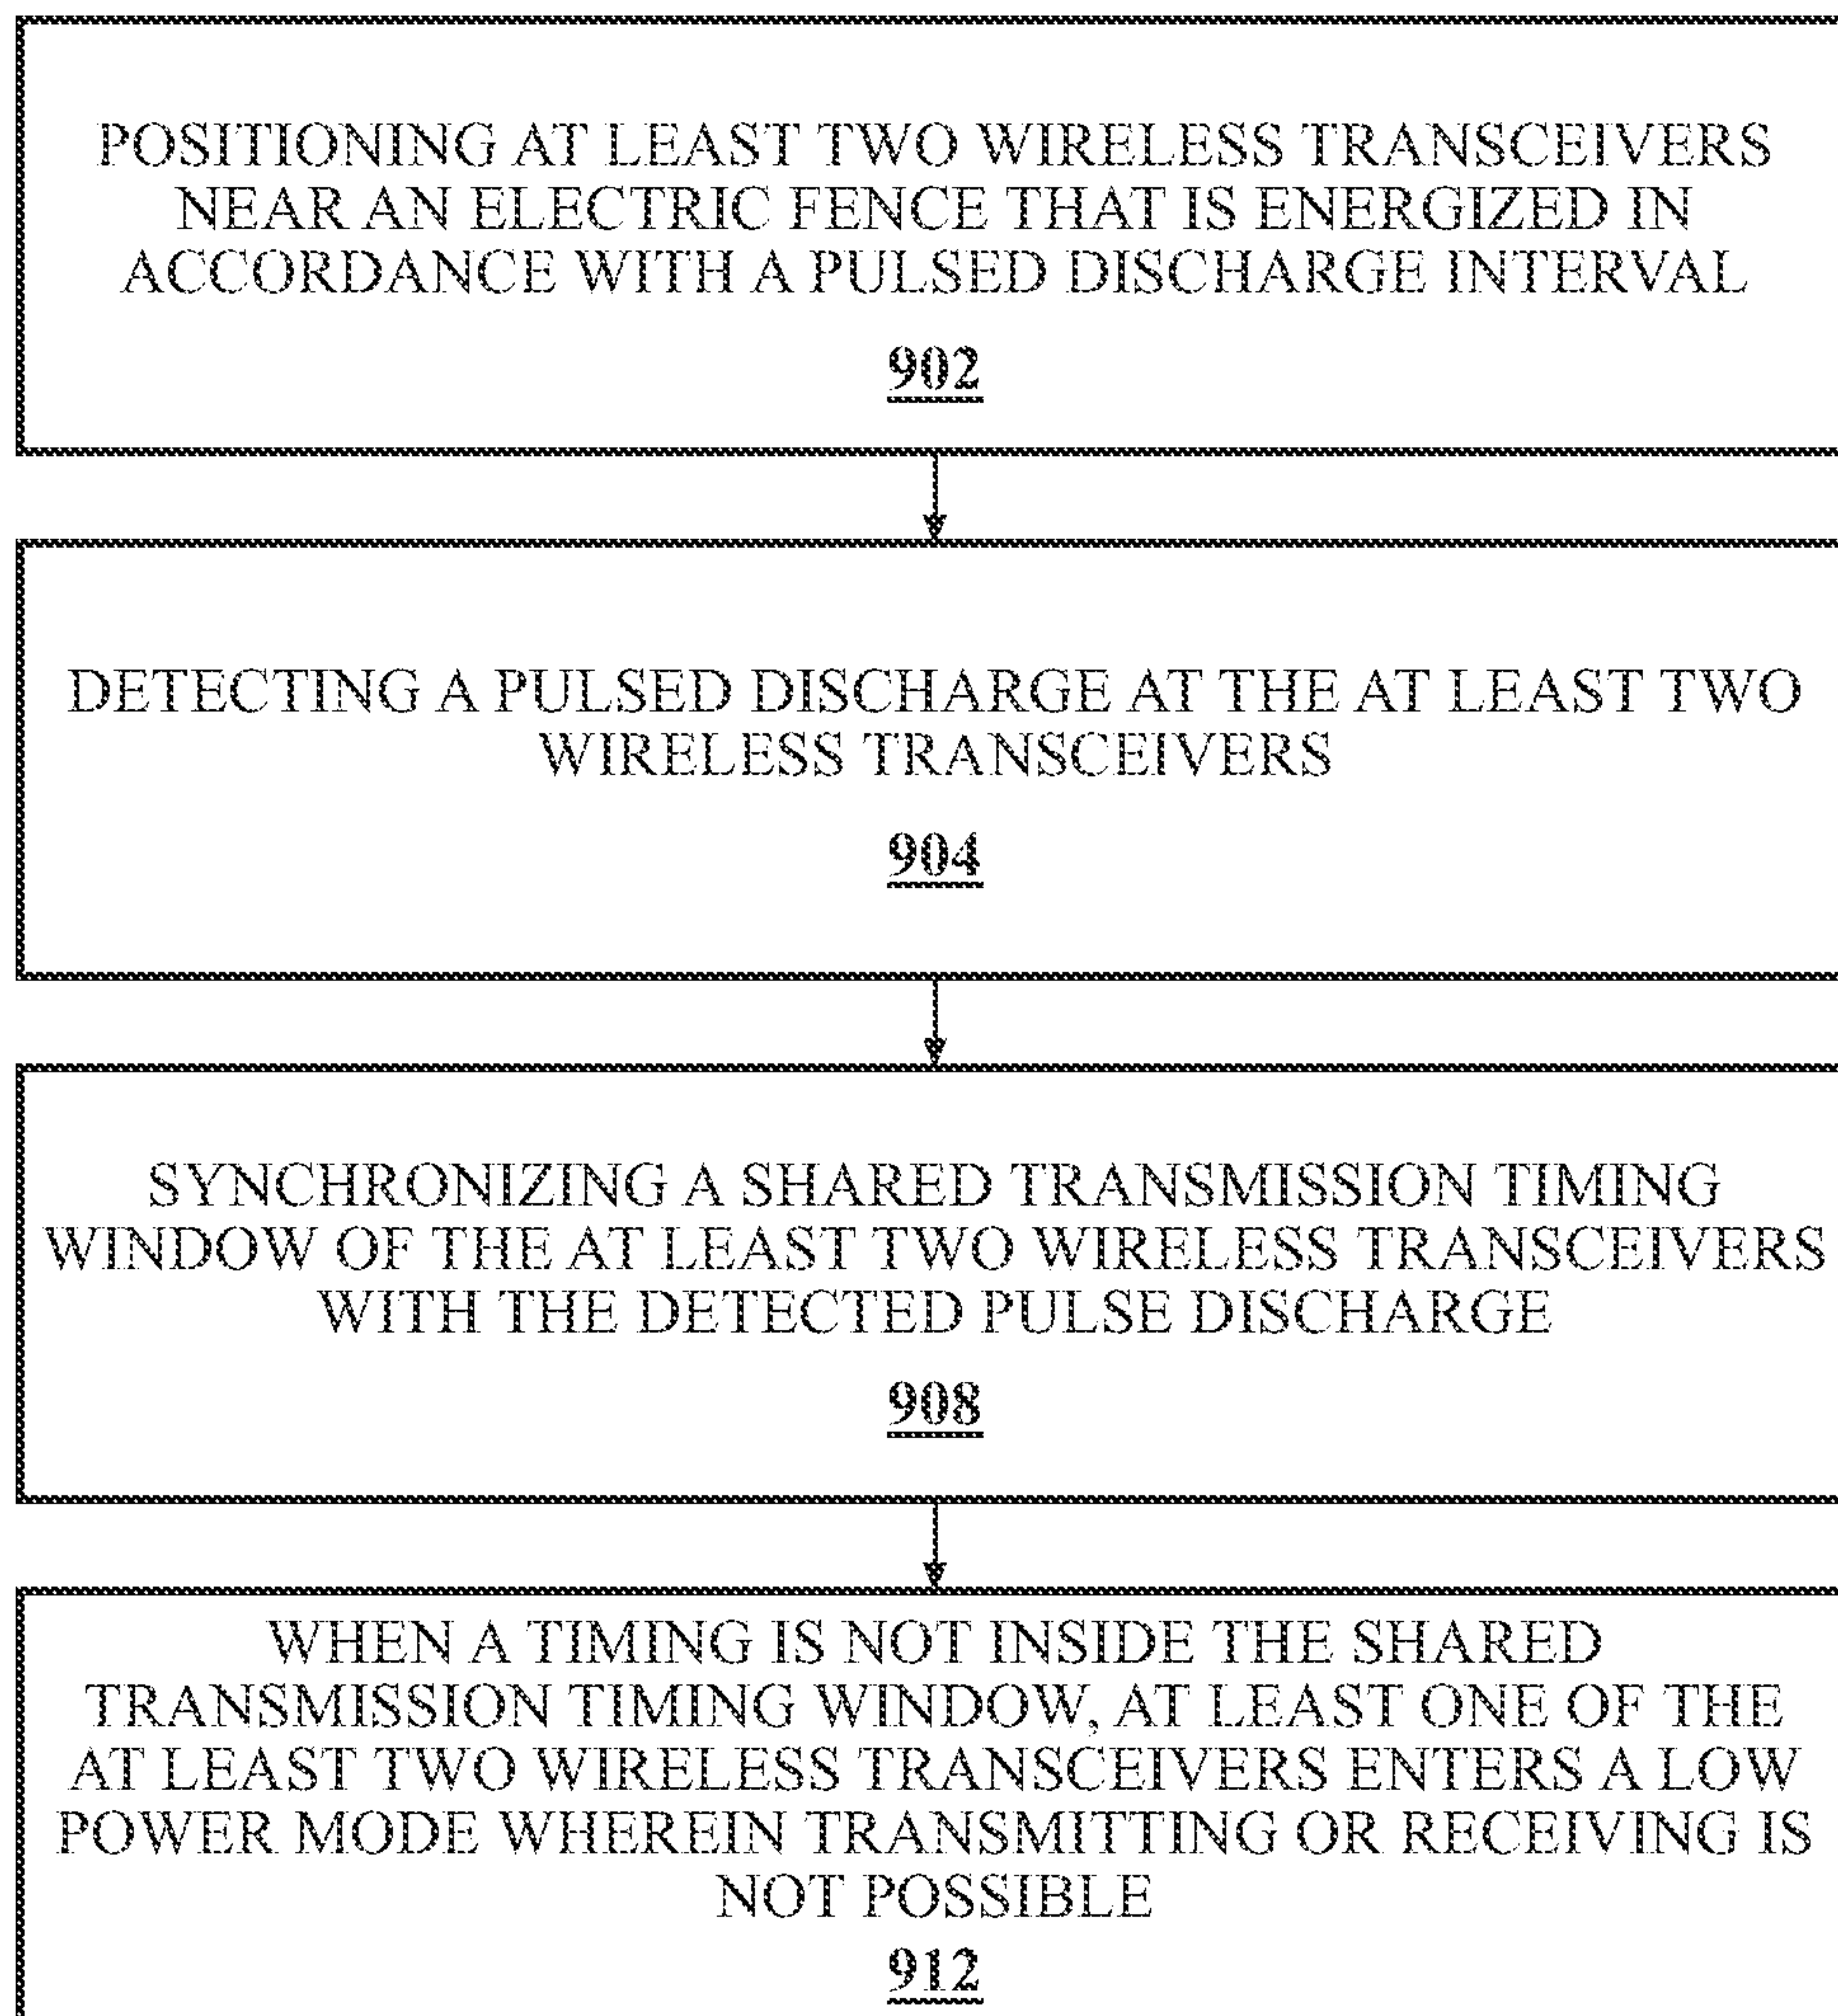 POSITIONING AT LEAST TWO WIRELESS TRANSCEIVERS
NEAR AN ELECTRIC FENCE THAT IS ENERGIZED IN
ACCORDANCE WITH A PULSED DISCHARGE INTERVAL
902
DETECTING A PULSED DISCHARGE AT THE AT LEAST TWO
WIRELESS TRANSCEIVERS
904
SYNCHRONIZING A SHARED TRANSMISSION TIMING
WINDOW OF THE AT LEAST TWO WIRELESS TRANSCEIVERS
WITH THE DETECTED PULSE DISCHARGE
908
WHEN A TIMING IS NOT INSIDE THE SHARED
TRANSMISSION TIMING WINDOW, AT LEAST ONE OF THE
AT LEAST TWO WIRELESS TRANSCEIVERS ENTERS A LOW
POWER MODE WHEREIN TRANSMITTING OR RECEIVING IS
NOT POSSIBLE
912